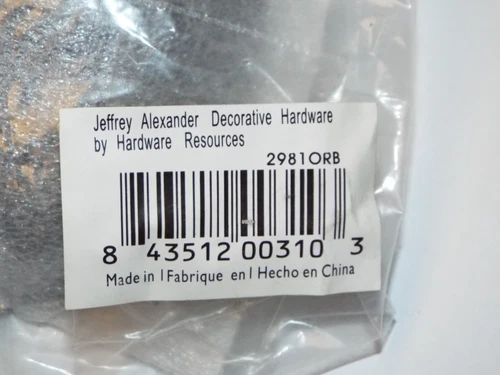 Jeffrey Alexander Decorative Hardware
by Hardware Resources
2981ORB
8 43512 00310 3
Made in | Fabrique en | Hecho en China